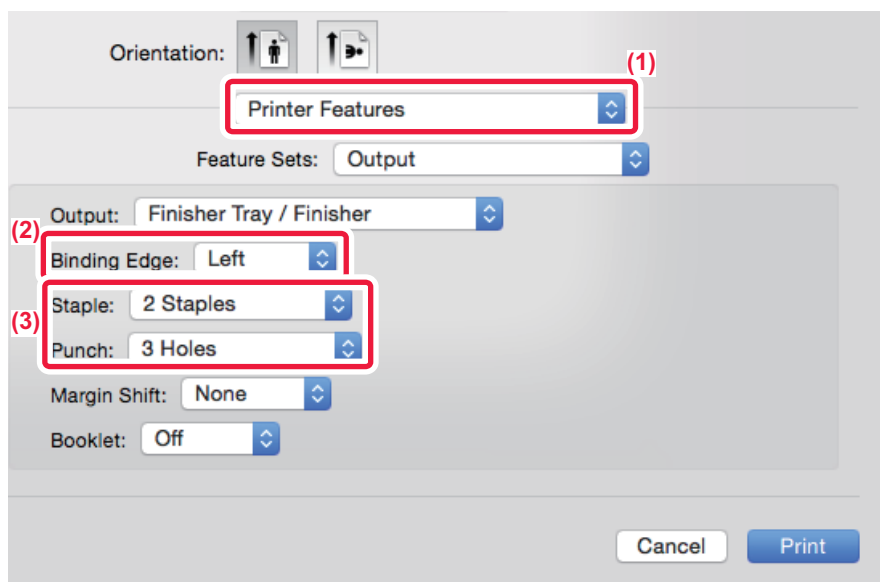 Orientation:
(1)
Printer Features
Feature Sets: Output
Output: Finisher Tray / Finisher
(2)
Binding Edge: Left
(3)
Staple: 2 Staples
Punch: 3 Holes
Margin Shift: None
Booklet: Off
Cancel Print